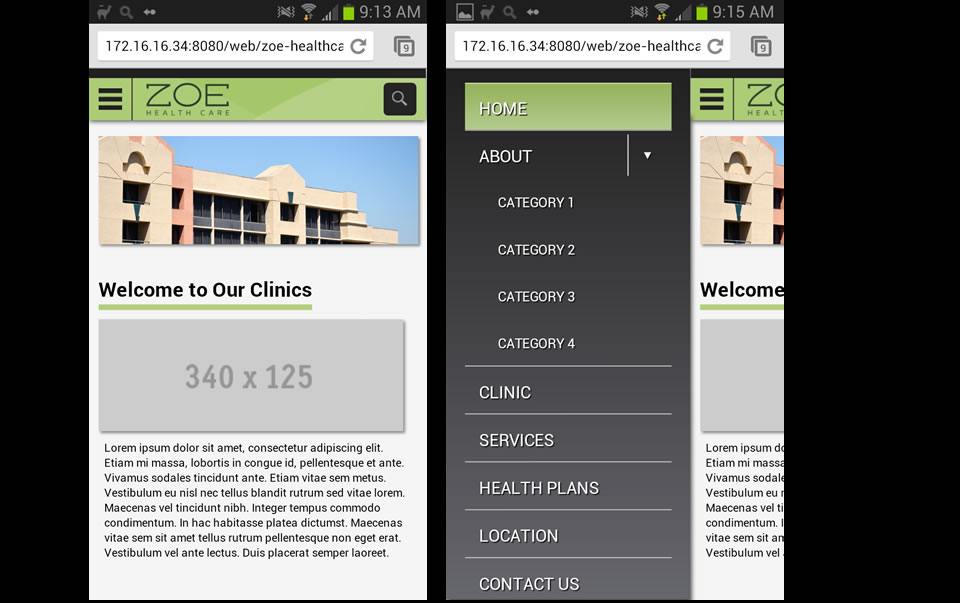 9:13 AM
172.16.16.34:8080/web/zoe-healthca
9
ZOE
HEALTH CARE
Welcome to Our Clinics
340 x 125
Lorem ipsum dolor sit amet, consectetur adipiscing elit.
Etiam mi massa, lobortis in congue id, pellentesque et ante.
Vivamus sodales tincidunt ante. Etiam vitae sem metus.
Vestibulum eu nisl nec tellus blandit rutrum sed vitae lorem.
Maecenas vel tincidunt nibh. Integer tempus commodo
condimentum. In hac habitasse platea dictumst. Maecenas
vitae sem sit amet tellus rutrum pellentesque non eget erat.
Vestibulum vel ante lectus. Duis placerat semper laoreet.
9:15 AM
172.16.16.34:8080/web/zoe-healthca
9
HOME
ABOUT
CATEGORY 1
CATEGORY 2
CATEGORY 3
CATEGORY 4
CLINIC
SERVICES
HEALTH PLANS
LOCATION
CONTACT US
ZO
HEALT
Welcome
Lorem ipsum do
Etiam mi massa
Vivamus sodale
Vestibulum eu n
Maecenas vel t
condimentum. I
vitae sem sit am
Vestibulum vel